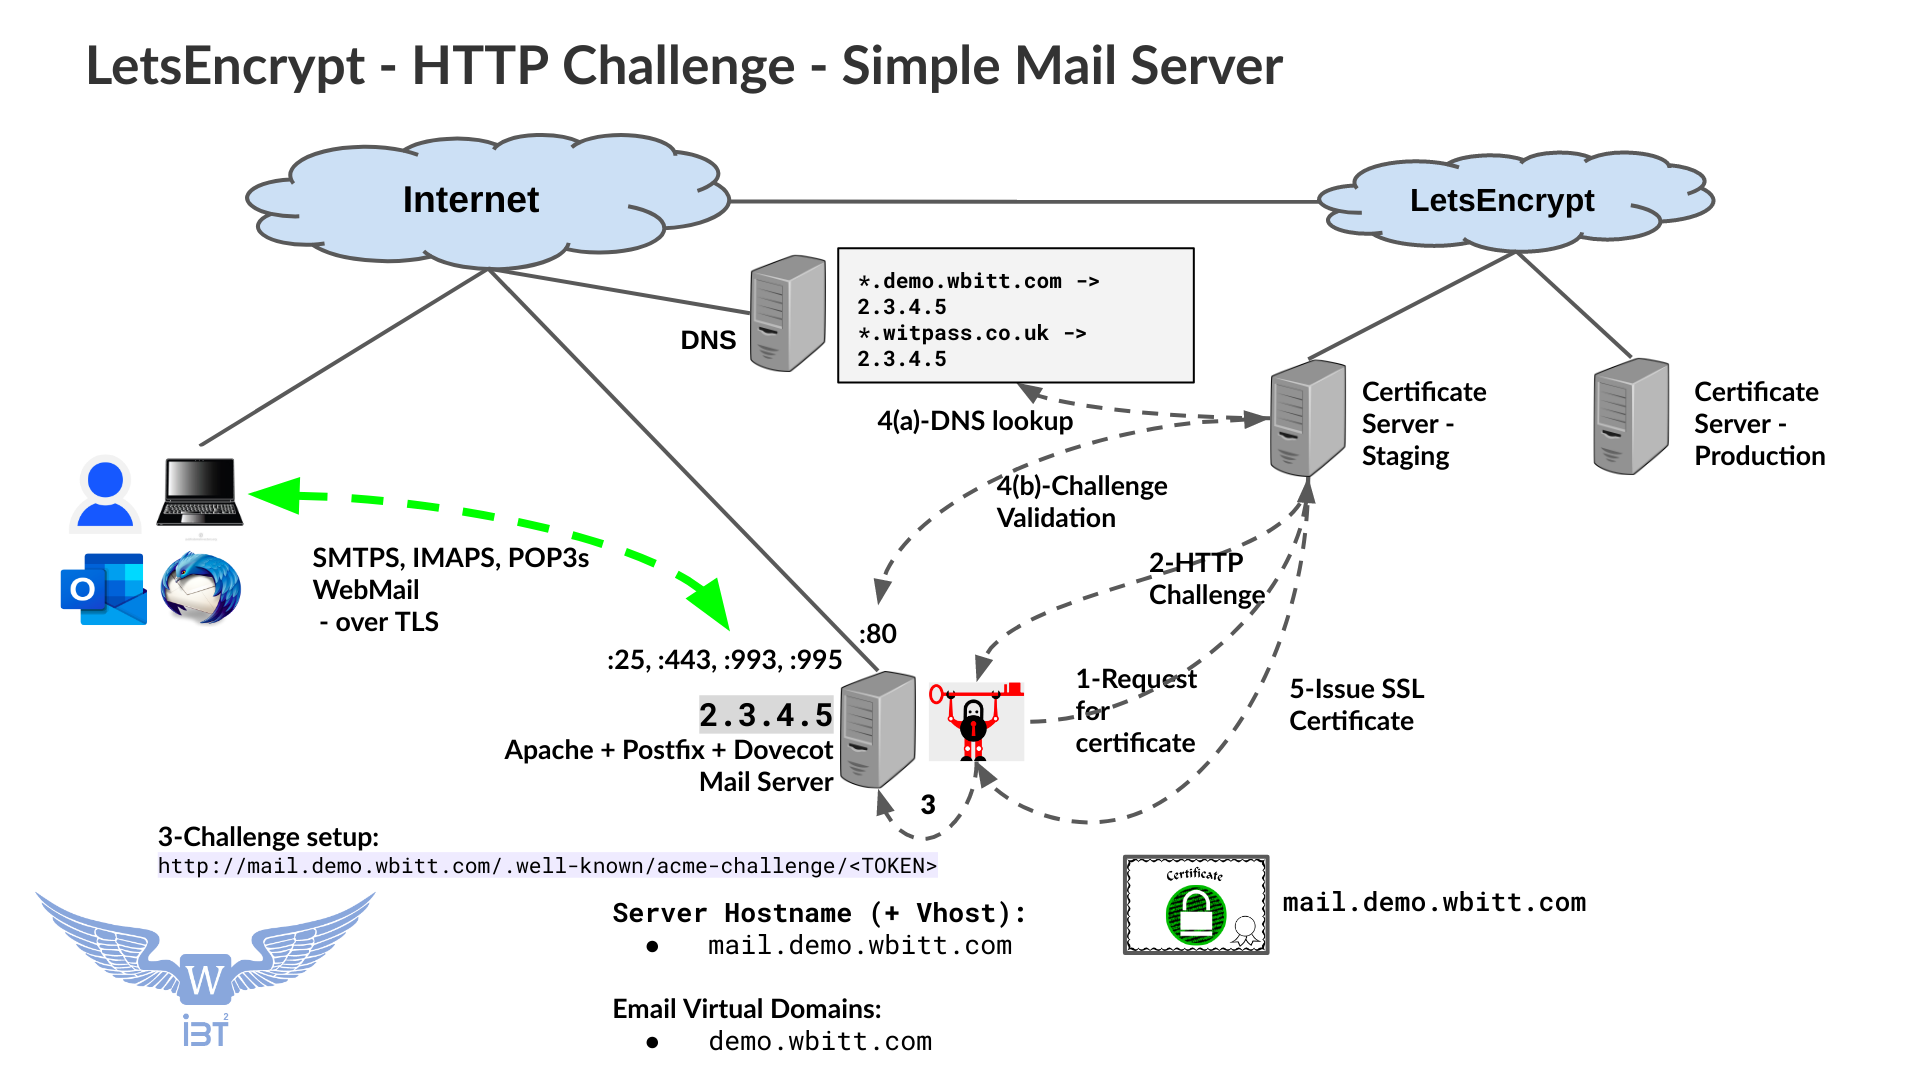 LetsEncrypt - HTTP Challenge - Simple Mail Server
Internet
LetsEncrypt
DNS
*.demo.wbitt.com ->
2.3.4.5
*.witpass.co.uk ->
2.3.4.5
Certificate
Server -
Staging
Certificate
Server -
Production
4(a)-DNS lookup
4(b)-Challenge
Validation
O
SMTPS, IMAPS, POP3s
WebMail
- over TLS
2-HTTP
Challenge
:80
:25, :443, :993, :995
1-Request
for
certificate
5-Issue SSL
Certificate
2.3.4.5
Apache + Postfix + Dovecot
Mail Server
3
3-Challenge setup:
http://mail.demo.wbitt.com/.well-known/acme-challenge/<TOKEN>
Certificate
mail.demo.wbitt.com
Server Hostname (+ Vhost):
● mail.demo.wbitt.com
Email Virtual Domains:
● demo.wbitt.com
W
iBT2